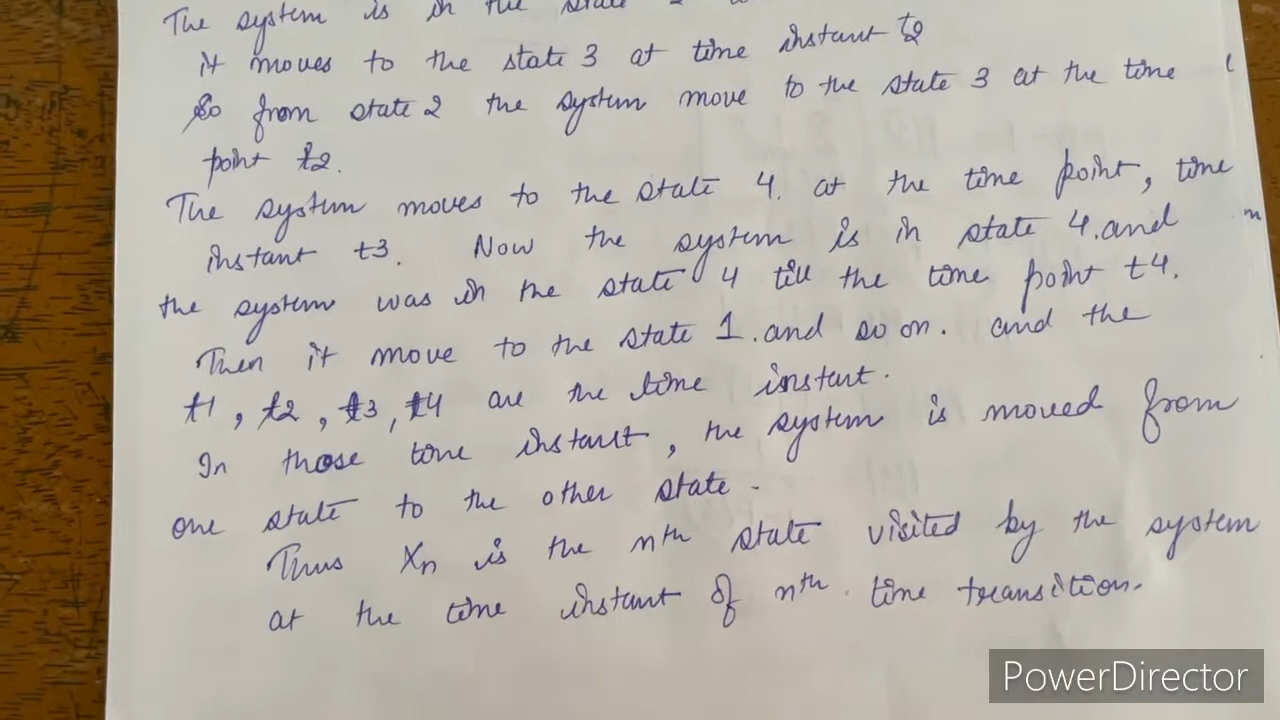 The system is in the state
it moves to the state 3 at time instant t2
So from state 2 the system move to the state 3 at the time
point t2.
The system moves to the state 4. at the time point, time
instant t3. Now the system is in state 4. and
the system was in the state 4 till the time point t4.
Then it move to the state 1. and so on. and the
t1, t2, t3, t4 are the time instant.
In those time instant, the system is moved from
one state to the other state.
Thus Xn is the nth state visited by the system
at the time instant of nth. time transition.
PowerDirector